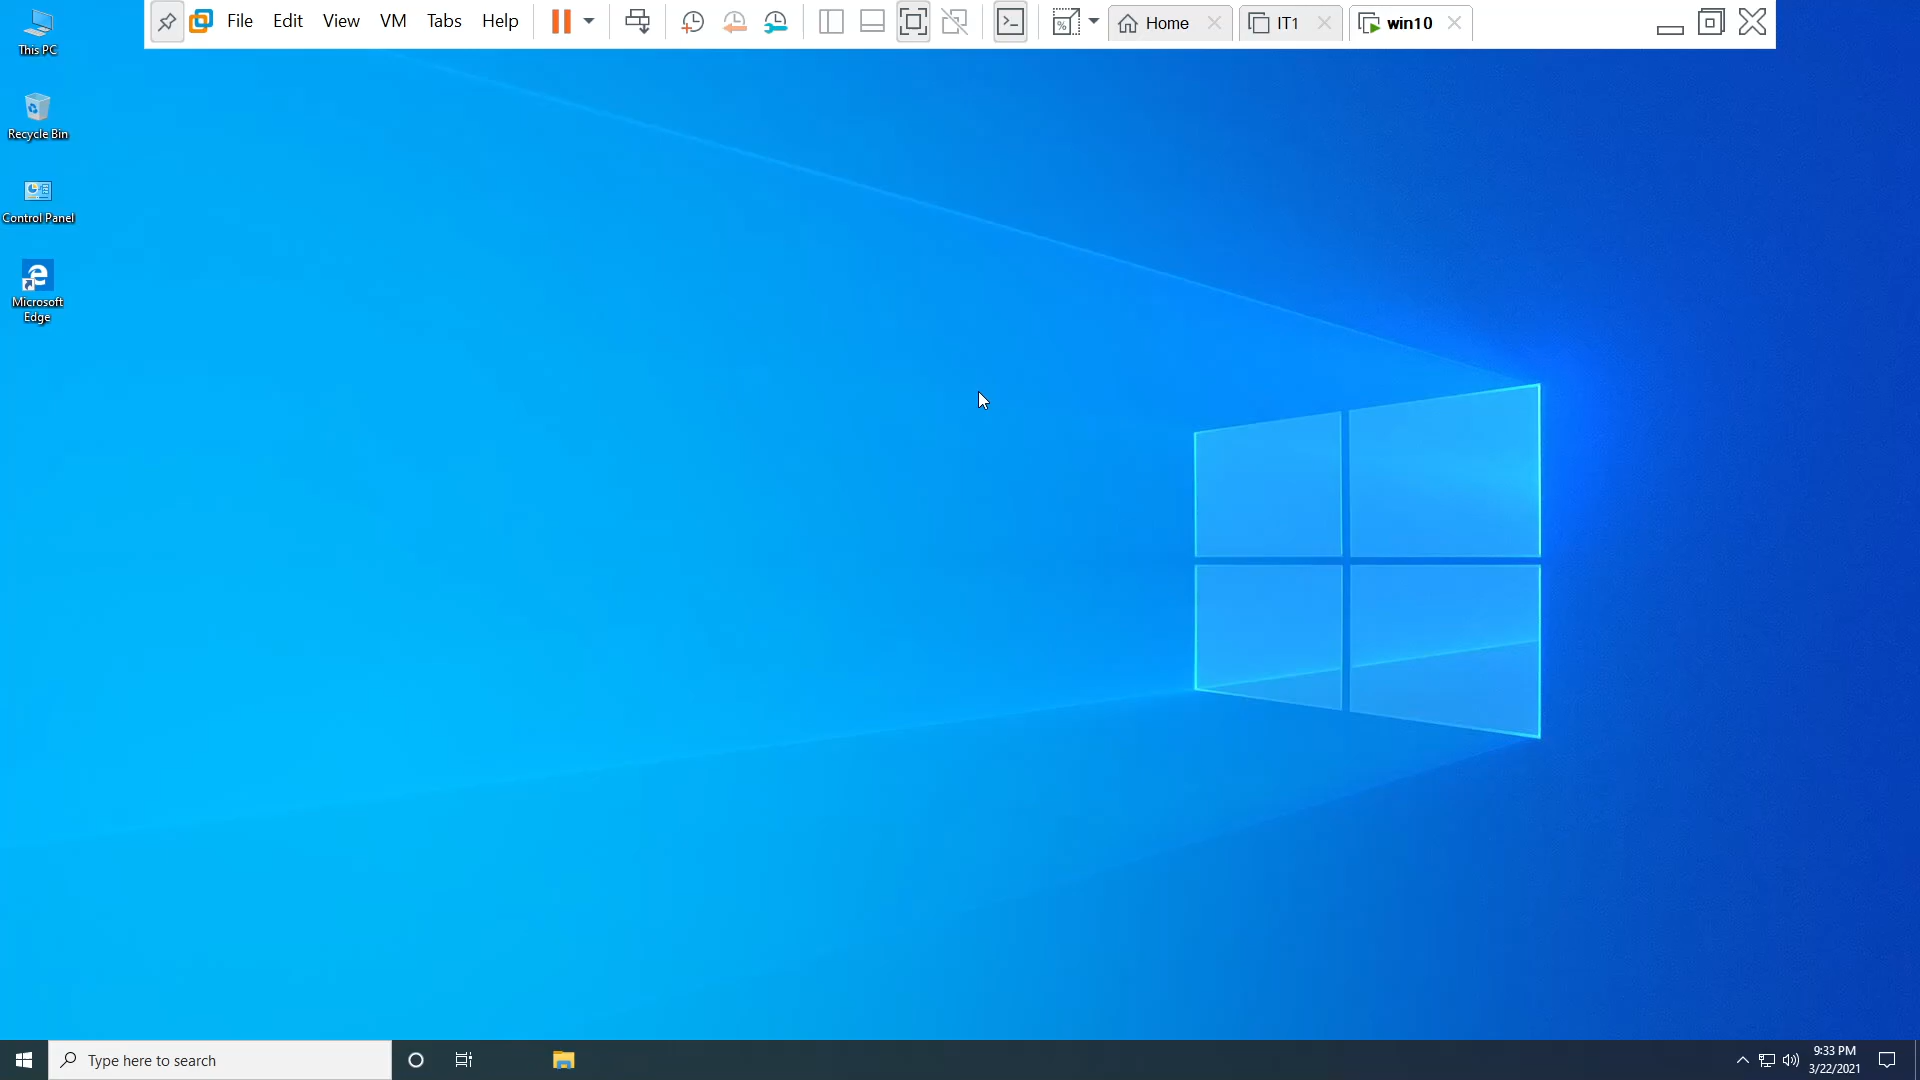 File Edit View VM Tabs Help Home IT1 win10
This PC
Recycle Bin
Control Panel
Microsoft
Edge
Type here to search
9:33 PM
3/22/2021